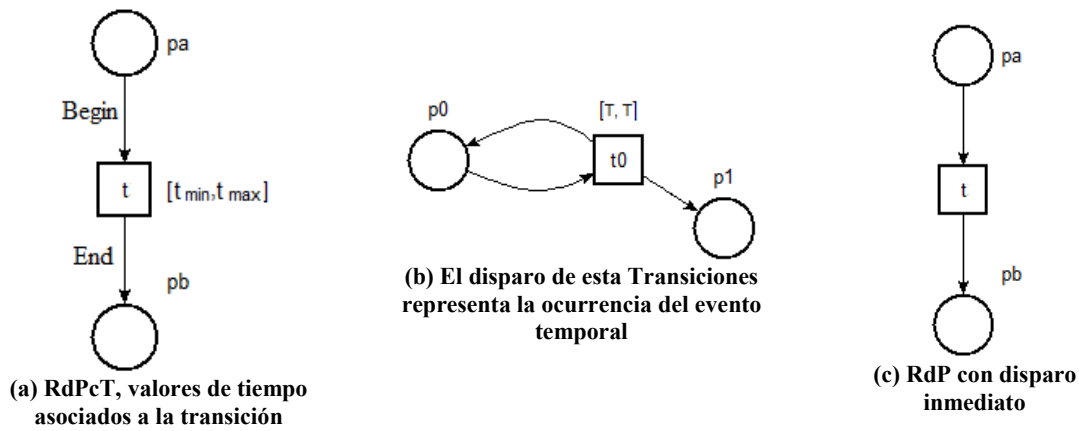 pa
Begin
t
[t min,t max]
End
pb
(a) RdPcT, valores de tiempo
asociados a la transición
p0
[T, T]
t0
p1
(b) El disparo de esta Transiciones
representa la ocurrencia del evento
temporal
pa
t
pb
(c) RdP con disparo
inmediato